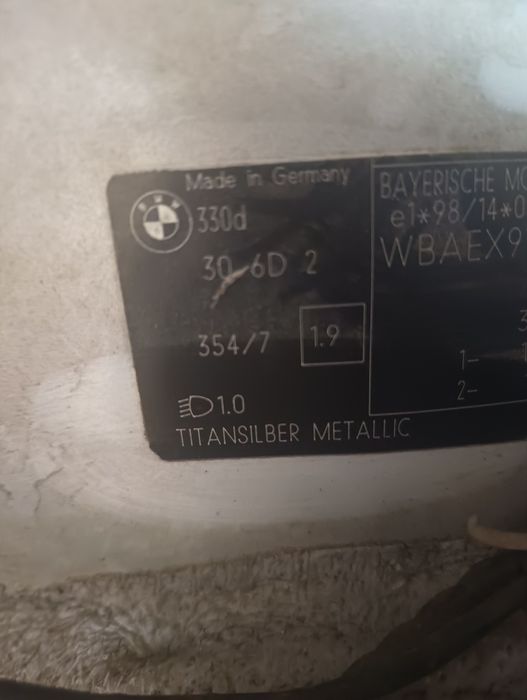 Made in Germany
BMW
330d
30 6D 2
354/7
1.9
1.0
TITANSILBER METALLIC
BAYERISCHE MO
e1*98/14*0
WBAEX9
1-
2-